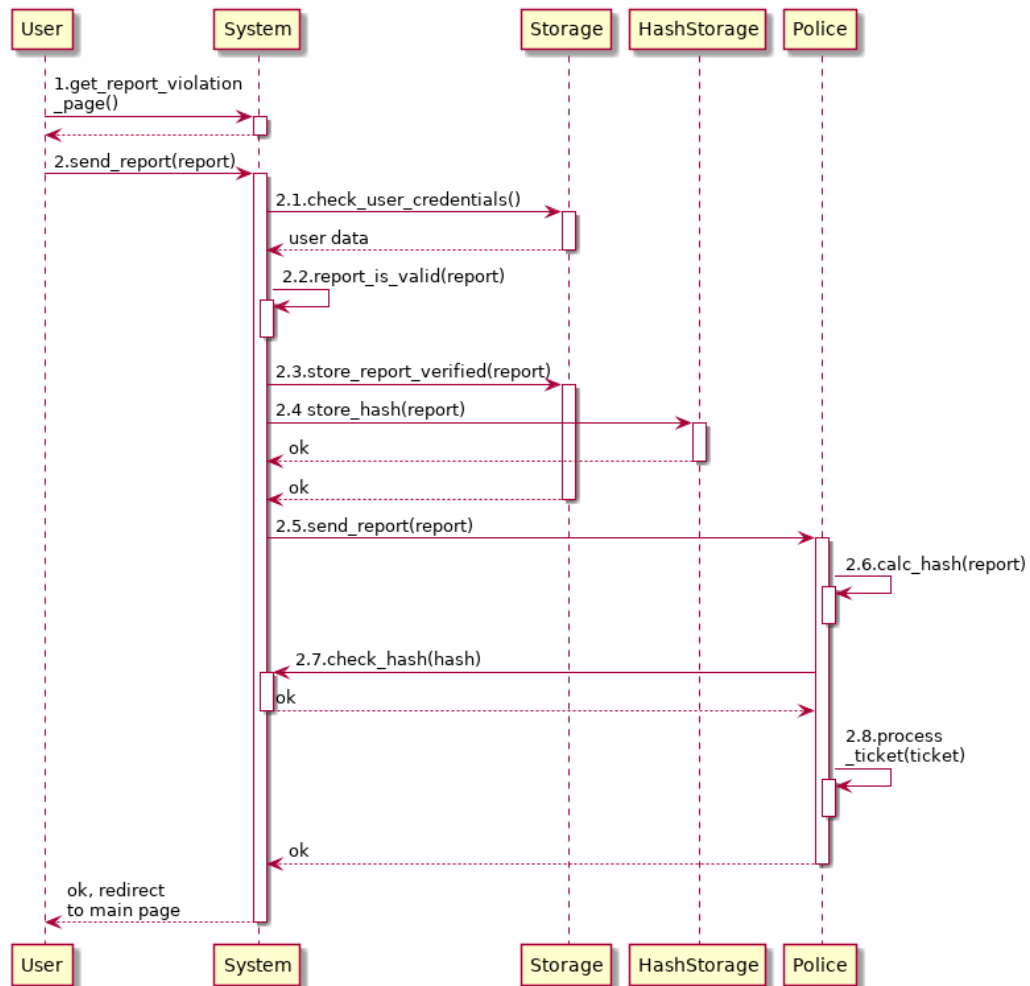 User
System
Storage
HashStorage
Police
1.get_report_violation
_page()
2.send_report(report)
2.1.check_user_credentials()
user data
2.2.report_is_valid(report)
2.3.store_report_verified(report)
2.4 store_hash(report)
ok
ok
2.5.send_report(report)
2.6.calc_hash(report)
2.7.check_hash(hash)
ok
2.8.process
_ticket(ticket)
ok
ok, redirect
to main page
User
System
Storage
HashStorage
Police